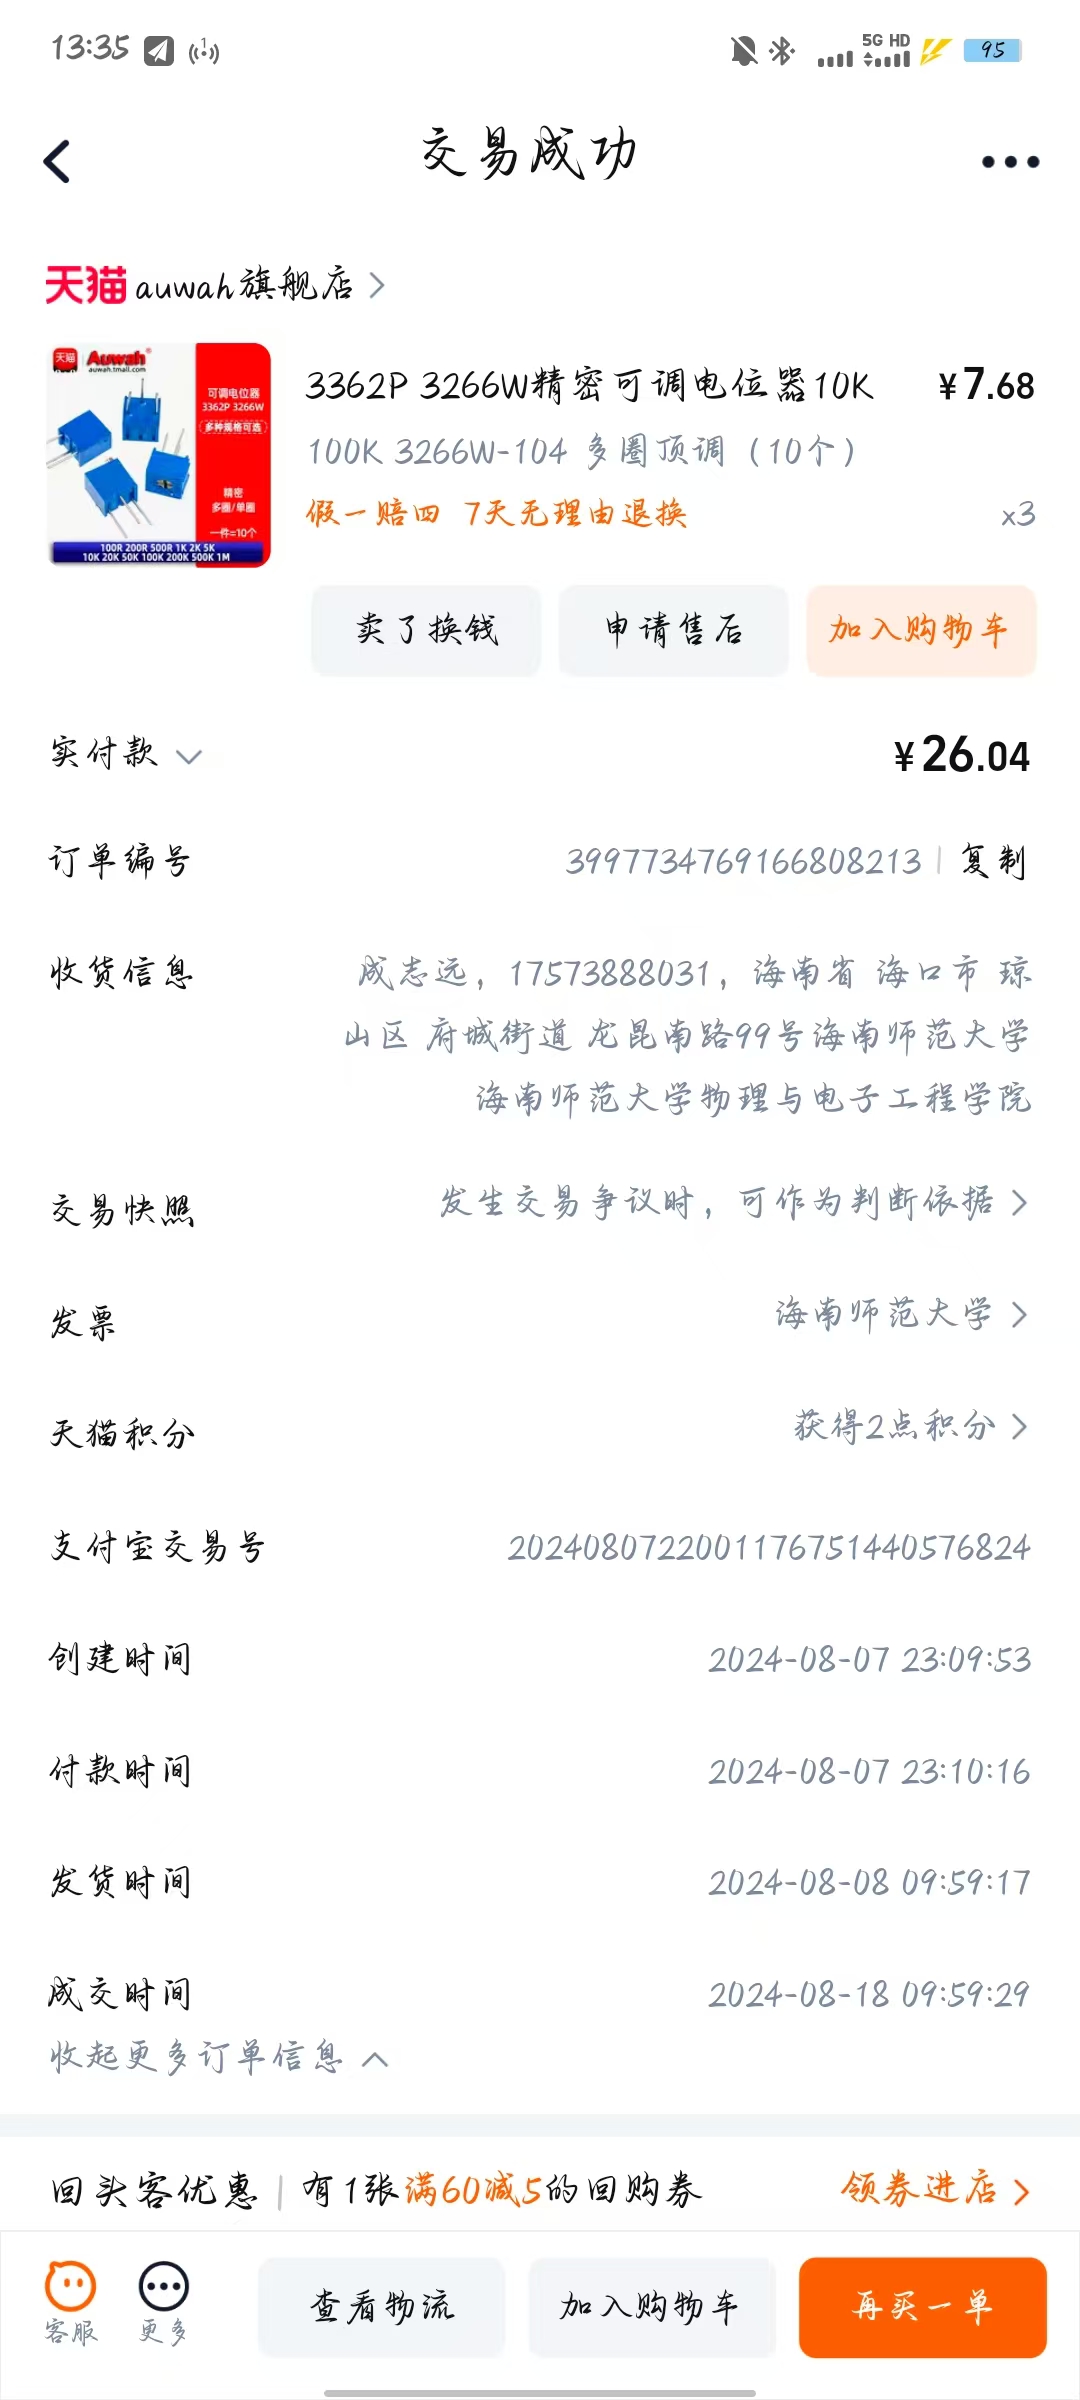 13:35
5G HD
95
交易成功
天猫 auwah旗舰店
天猫 Auwah
auwah.tmall.com
可调电位器
3362P 3266W
多种规格可选
精密
多圈/单圈
一件=10个
100R 200R 500R 1K 2K 5K
10K 20K 50K 100K 200K 500K 1M
3362P 3266W精密可调电位器10K ¥7.68
100K 3266W-104 多圈顶调（10个）
假一赔四 7天无理由退换 x3
卖了换钱 申请售后 加入购物车
实付款 ¥26.04
订单编号 3997734769166808213 | 复制
收货信息 成志远，17573888031，海南省 海口市 琼
山区 府城街道 龙昆南路99号海南师范大学
海南师范大学物理与电子工程学院
交易快照 发生交易争议时，可作为判断依据
发票 海南师范大学
天猫积分 获得2点积分
支付宝交易号 2024080722001176751440576824
创建时间 2024-08-07 23:09:53
付款时间 2024-08-07 23:10:16
发货时间 2024-08-08 09:59:17
成交时间 2024-08-18 09:59:29
收起更多订单信息
回头客优惠 | 有1张满60减5的回购券 领券进店
客服 更多 查看物流 加入购物车 再买一单